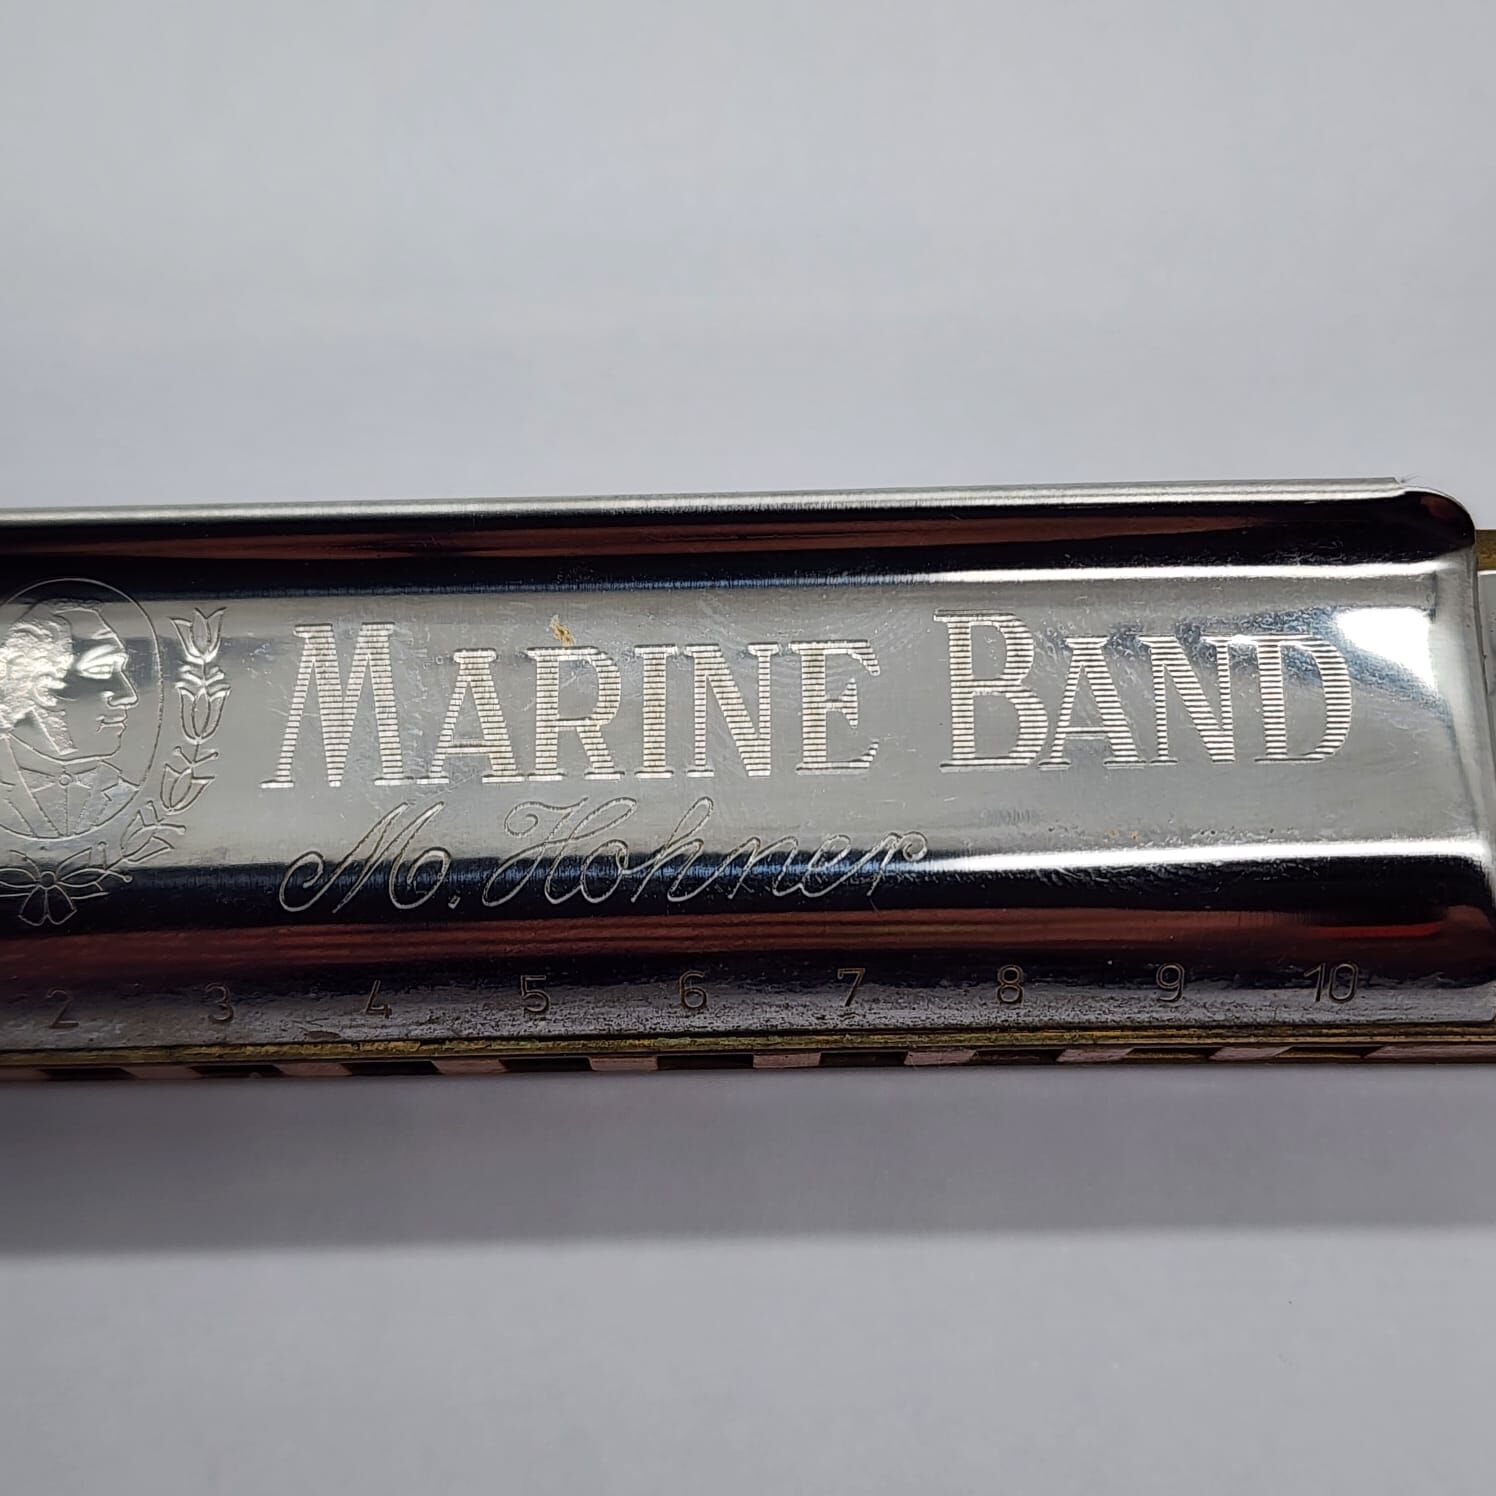 MARINE BAND
M. Hohner
2 3 4 5 6 7 8 9 10